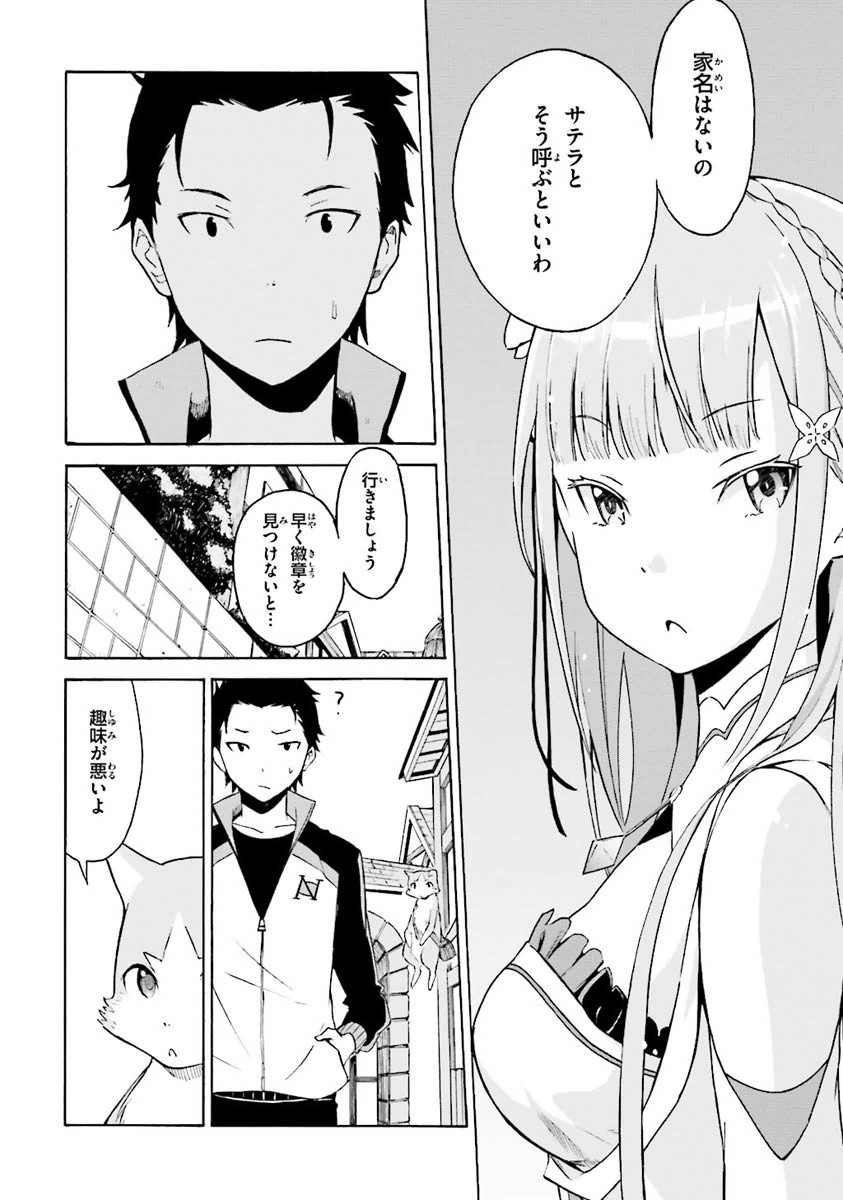 家名はないの
サテラと
そう呼ぶといいわ
行きましょう
早く徽章を
見つけないと…
?
趣味が悪いよ